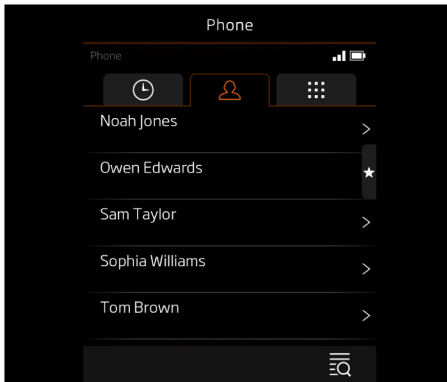 Phone
Phone
Noah Jones
Owen Edwards
Sam Taylor
Sophia Williams
Tom Brown